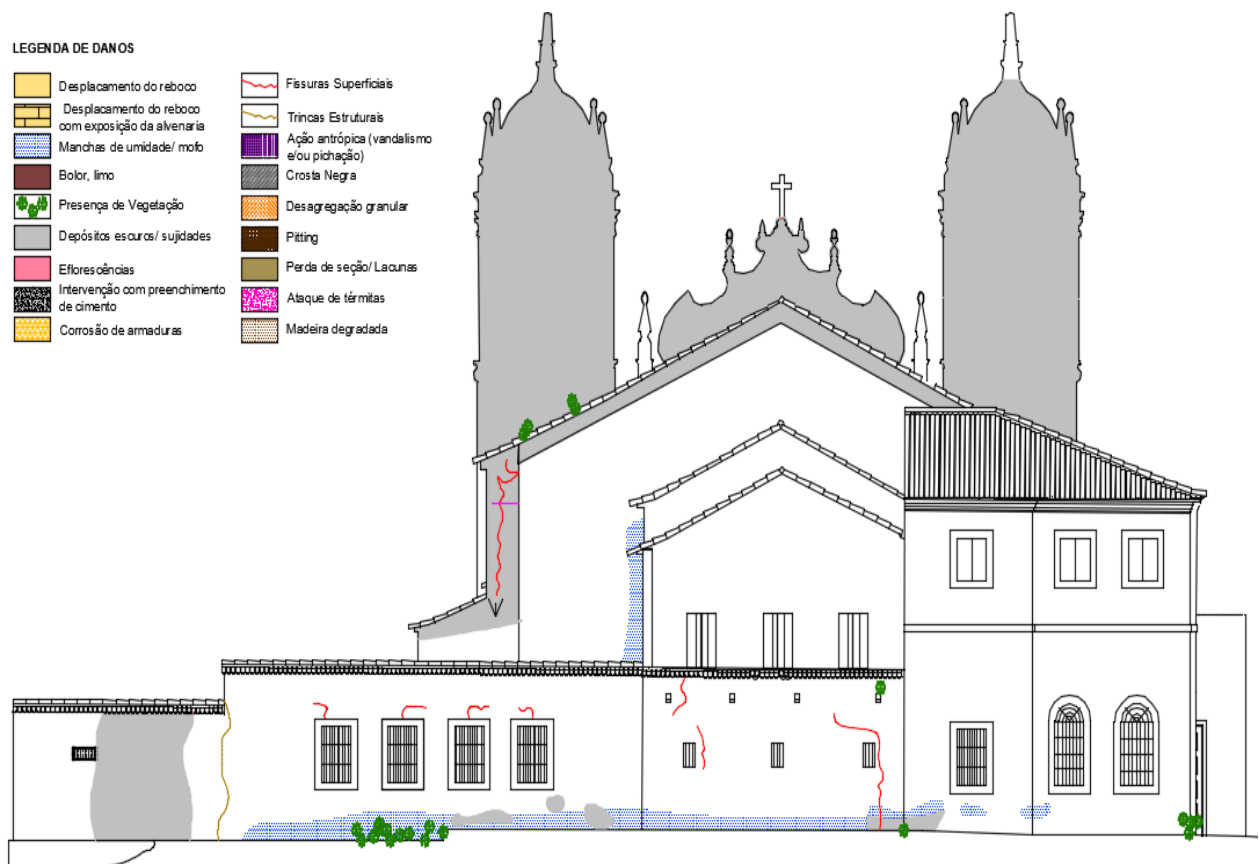 LEGENDA DE DANOS
Desplacamento do reboco
Desplacamento do reboco
com exposição da alvenaria
Manchas de umidade/ mofo
Bolor, limo
Presença de Vegetação
Depósitos escuros/ sujidades
Eflorescências
Intervenção com preenchimento
de cimento
Corrosão de armaduras
Fissuras Superficiais
Trincas Estruturais
Ação antrópica (vandalismo
e/ou pichação)
Crosta Negra
Desagregação granular
Pitting
Perda de seção/ Lacunas
Ataque de térmitas
Madeira degradada